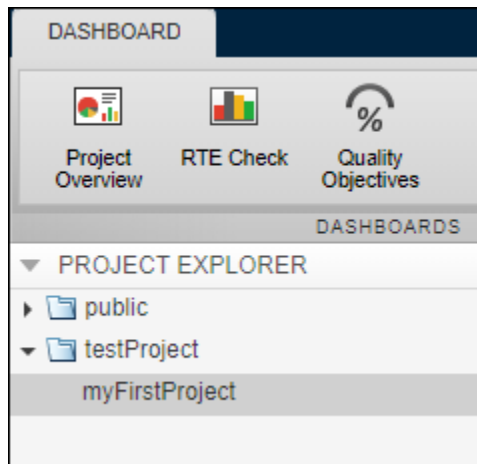 DASHBOARD
%
Project
Overview
RTE Check
Quality
Objectives
DASHBOARDS
PROJECT EXPLORER
public
testProject
myFirstProject